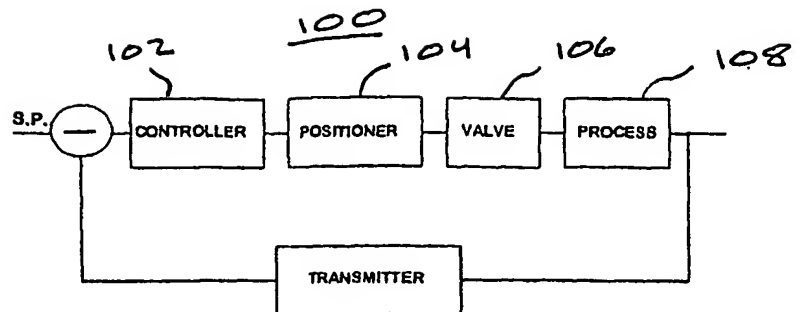 100
102 104 106 108
S.P. — CONTROLLER POSITIONER VALVE PROCESS
TRANSMITTER